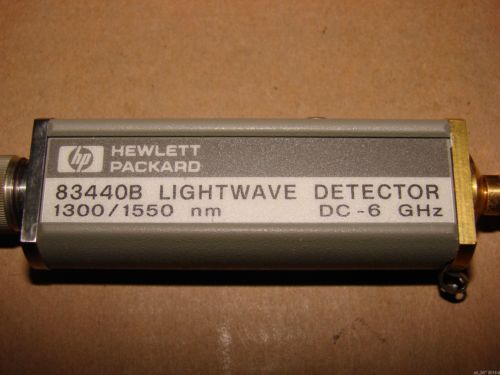 hp HEWLETT
PACKARD
83440B LIGHTWAVE DETECTOR
1300/1550 nm DC-6 GHz